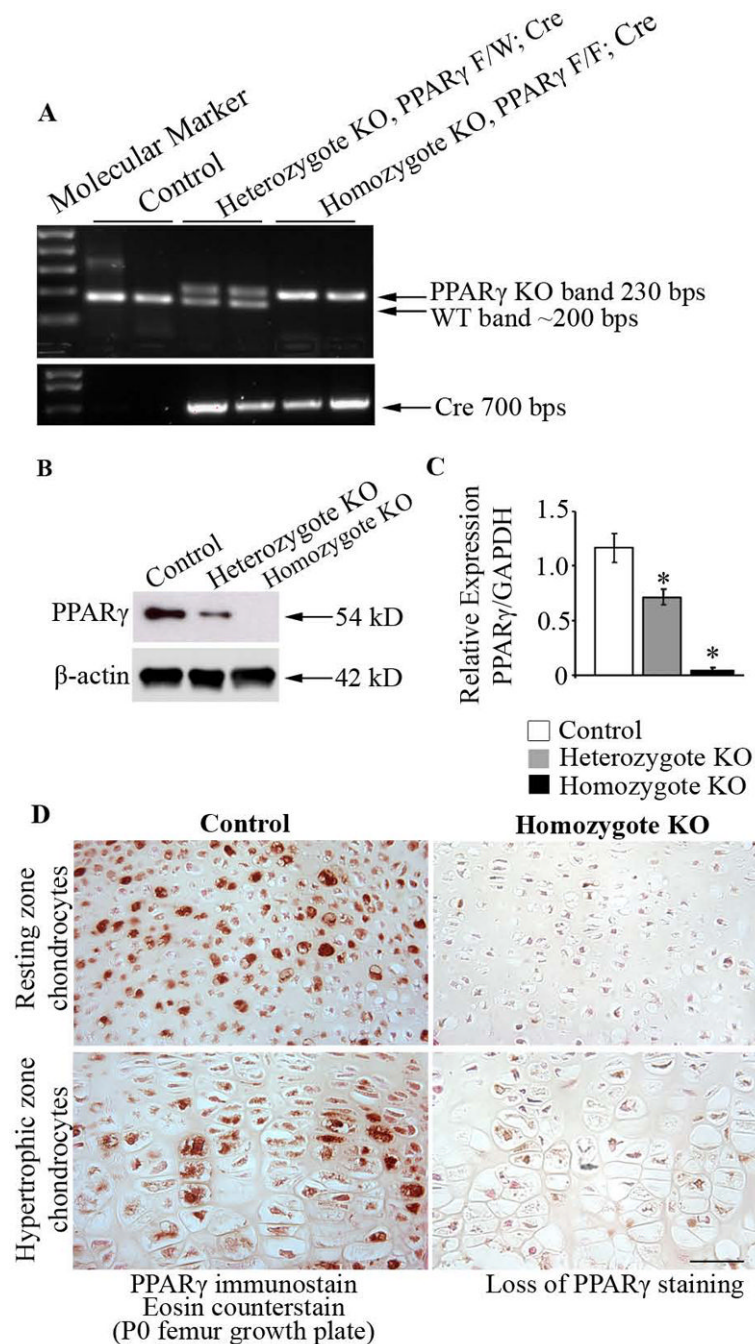 A
Molecular Marker
Control
Heterozygote KO, PPARγ F/W; Cre
Homozygote KO, PPARγ F/F; Cre
PPARγ KO band 230 bps
WT band ~200 bps
Cre 700 bps
B
Control
Heterozygote KO
Homozygote KO
PPARγ
54 kD
β-actin
42 kD
C
Relative Expression
PPARγ/GAPDH
1.5
1.0
0.5
0
*
*
Control
Heterozygote KO
Homozygote KO
D
Control
Homozygote KO
Resting zone
chondrocytes
Hypertrophic zone
chondrocytes
PPARγ immunostain
Eosin counterstain
(P0 femur growth plate)
Loss of PPARγ staining